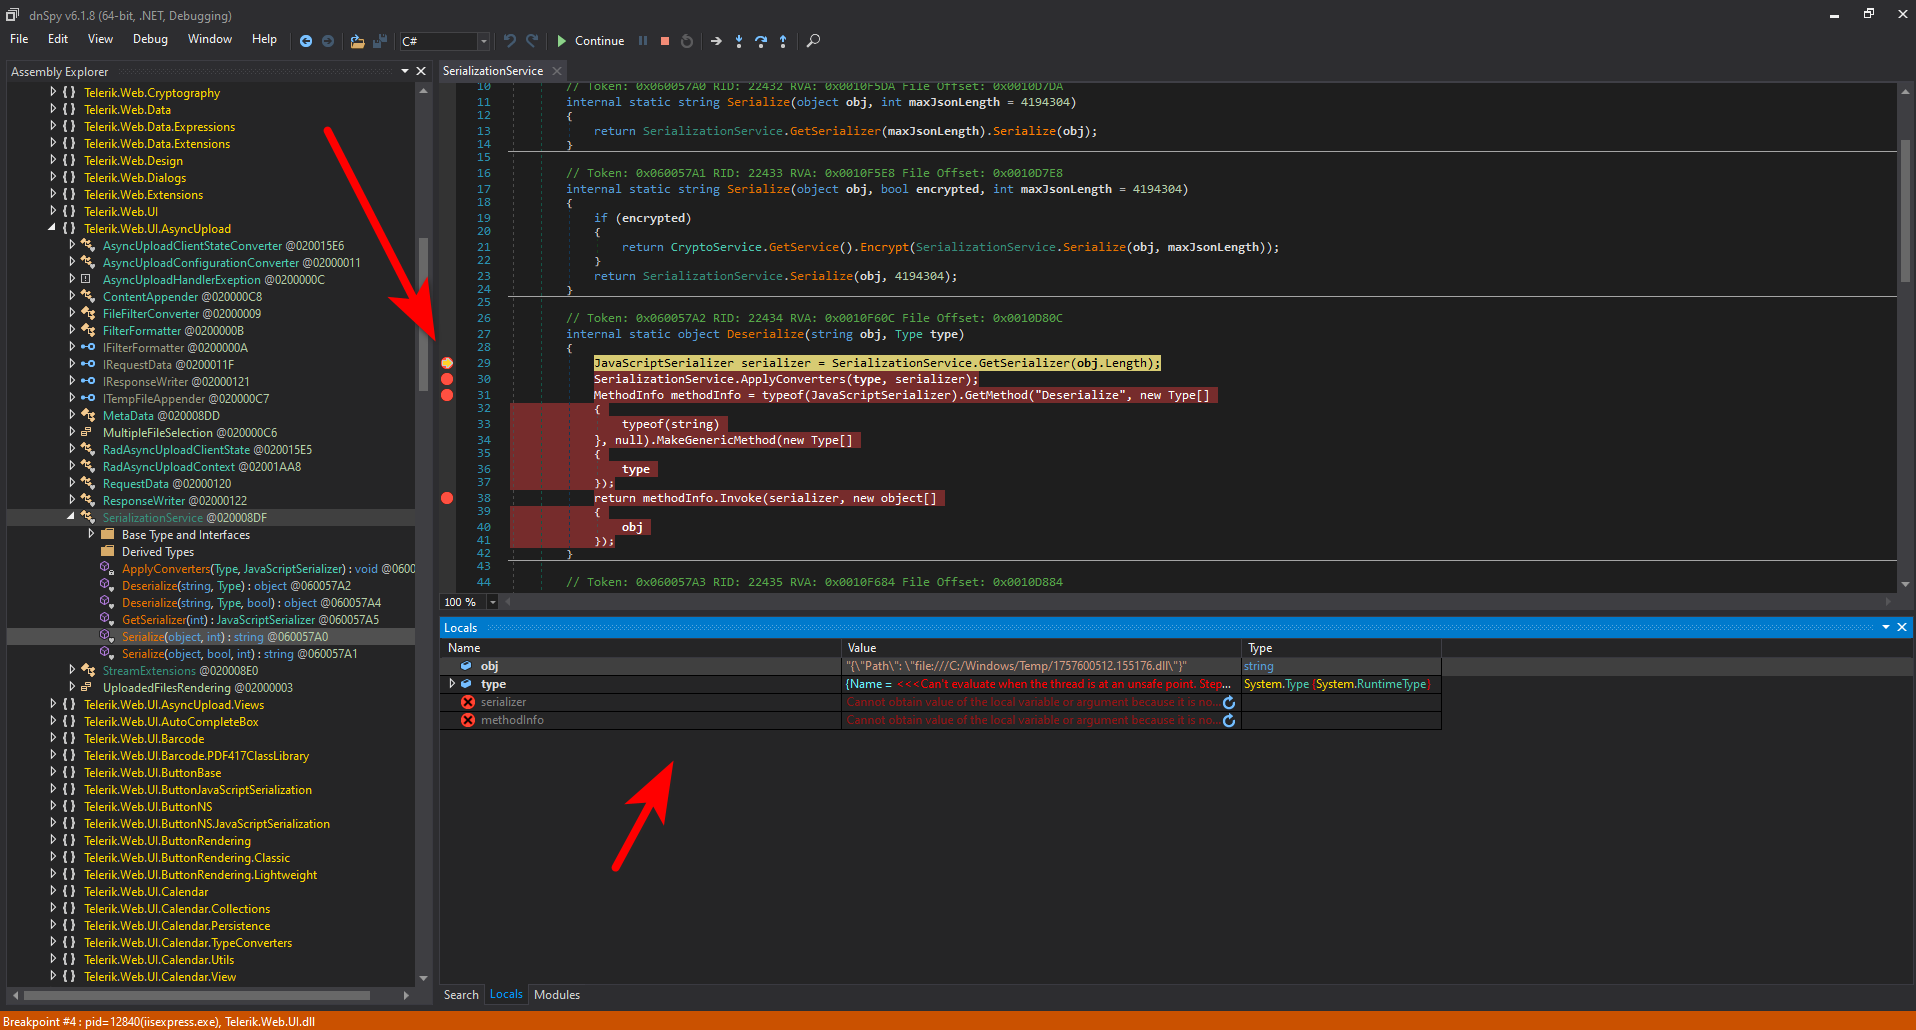 dnSpy v6.1.8 (64-bit, .NET, Debugging)
File Edit View Debug Window Help C# Continue
Assembly Explorer
Telerik.Web.Cryptography
Telerik.Web.Data
Telerik.Web.Data.Expressions
Telerik.Web.Data.Extensions
Telerik.Web.Design
Telerik.Web.Dialogs
Telerik.Web.Extensions
Telerik.Web.UI
Telerik.Web.UI.AsyncUpload
AsyncUploadClientStateConverter @020015E6
AsyncUploadConfigurationConverter @02000011
AsyncUploadHandlerExeption @0200000C
ContentAppender @020000C8
FileFilterConverter @02000009
FilterFormatter @0200000B
IFilterFormatter @0200000A
IRequestData @0200011F
IResponseWriter @02000121
ITempFileAppender @020000C7
MetaData @020008DD
MultipleFileSelection @020000C6
RadAsyncUploadClientState @020015E5
RadAsyncUploadContext @02001AA8
RequestData @02000120
ResponseWriter @02000122
SerializationService @020008DF
Base Type and Interfaces
Derived Types
ApplyConverters(Type, JavaScriptSerializer) : void @0600
Deserialize(string, Type) : object @060057A2
Deserialize(string, Type, bool) : object @060057A4
GetSerializer(int) : JavaScriptSerializer @060057A5
Serialize(object, int) : string @060057A0
Serialize(object, bool, int) : string @060057A1
StreamExtensions @020008E0
UploadedFilesRendering @02000003
Telerik.Web.UI.AsyncUpload.Views
Telerik.Web.UI.AutoCompleteBox
Telerik.Web.UI.Barcode
Telerik.Web.UI.Barcode.PDF417ClassLibrary
Telerik.Web.UI.ButtonBase
Telerik.Web.UI.ButtonJavaScriptSerialization
Telerik.Web.UI.ButtonNS
Telerik.Web.UI.ButtonNS.JavaScriptSerialization
Telerik.Web.UI.ButtonRendering
Telerik.Web.UI.ButtonRendering.Classic
Telerik.Web.UI.ButtonRendering.Lightweight
Telerik.Web.UI.Calendar
Telerik.Web.UI.Calendar.Collections
Telerik.Web.UI.Calendar.Persistence
Telerik.Web.UI.Calendar.TypeConverters
Telerik.Web.UI.Calendar.Utils
Telerik.Web.UI.Calendar.View
SerializationService
10 // Token: 0x060057A0 RID: 22432 RVA: 0x0010F5DA File Offset: 0x0010D7DA
11 internal static string Serialize(object obj, int maxJsonLength = 4194304)
12 {
13 return SerializationService.GetSerializer(maxJsonLength).Serialize(obj);
14 }
15
16 // Token: 0x060057A1 RID: 22433 RVA: 0x0010F5E8 File Offset: 0x0010D7E8
17 internal static string Serialize(object obj, bool encrypted, int maxJsonLength = 4194304)
18 {
19 if (encrypted)
20 {
21 return CryptoService.GetService().Encrypt(SerializationService.Serialize(obj, maxJsonLength));
22 }
23 return SerializationService.Serialize(obj, 4194304);
24 }
25
26 // Token: 0x060057A2 RID: 22434 RVA: 0x0010F60C File Offset: 0x0010D80C
27 internal static object Deserialize(string obj, Type type)
28 {
29 JavaScriptSerializer serializer = SerializationService.GetSerializer(obj.Length);
30 SerializationService.ApplyConverters(type, serializer);
31 MethodInfo methodInfo = typeof(JavaScriptSerializer).GetMethod("Deserialize", new Type[]
32 {
33 typeof(string)
34 }, null).MakeGenericMethod(new Type[]
35 {
36 type
37 });
38 return methodInfo.Invoke(serializer, new object[]
39 {
40 obj
41 });
42 }
43
44 // Token: 0x060057A3 RID: 22435 RVA: 0x0010F684 File Offset: 0x0010D884
100 %
Locals
Name Value Type
obj "{\"Path\": \"file:///C:/Windows/Temp/1757600512.155176.dll\"}" string
type {Name = <<<Can't evaluate when the thread is at an unsafe point. Step... System.Type {System.RuntimeType}
serializer Cannot obtain value of the local variable or argument because it is no...
methodInfo Cannot obtain value of the local variable or argument because it is no...
Search Locals Modules
Breakpoint #4 : pid=12840(iisexpress.exe), Telerik.Web.UI.dll